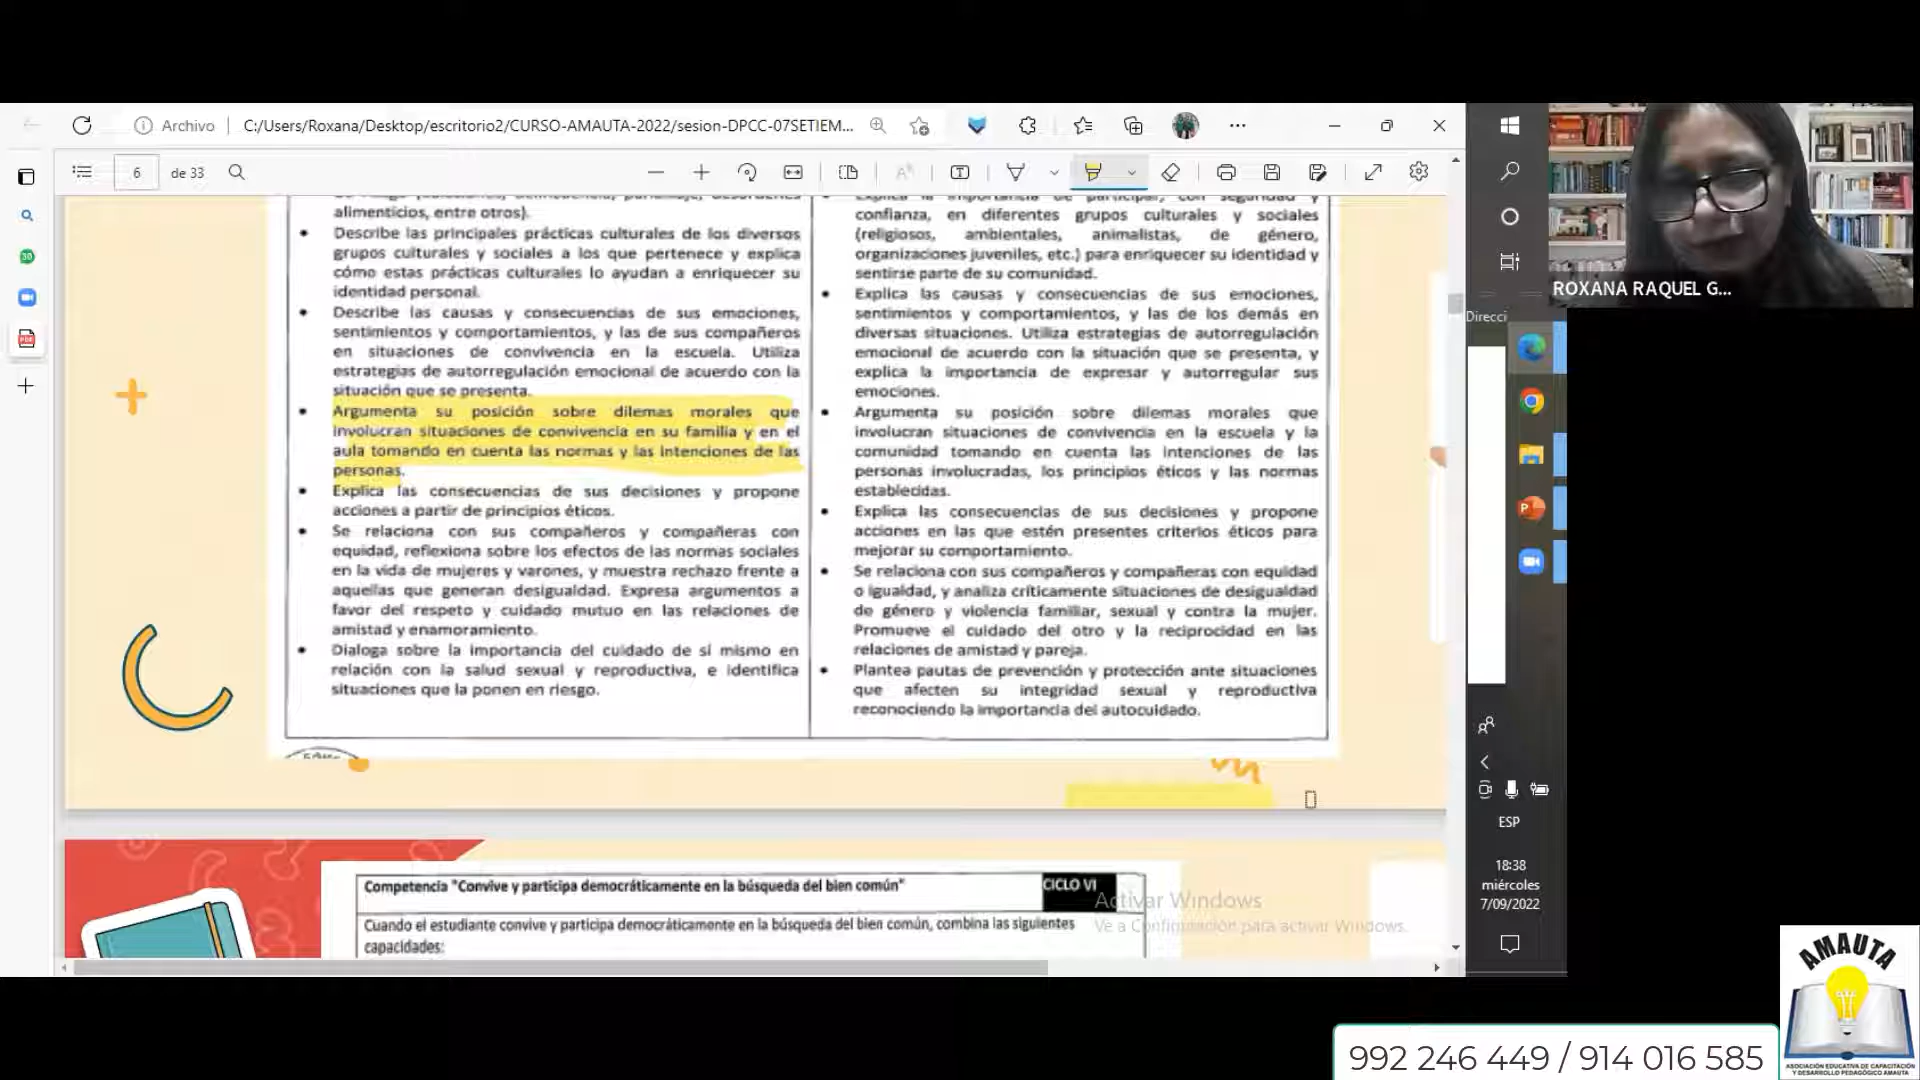 Archivo
C:/Users/Roxana/Desktop/escritorio2/CURSO-AMAUTA-2022/sesion-DPCC-07SETIEM...
6 de 33
alimenticios, entre otros).
Describe las principales prácticas culturales de los diversos
grupos culturales y sociales a los que pertenece y explica
cómo estas prácticas culturales lo ayudan a enriquecer su
identidad personal.
Describe las causas y consecuencias de sus emociones,
sentimientos y comportamientos, y las de sus compañeros
en situaciones de convivencia en la escuela. Utiliza
estrategias de autorregulación emocional de acuerdo con la
situación que se presenta.
Argumenta su posición sobre dilemas morales que
involucran situaciones de convivencia en su familia y en el
aula tomando en cuenta las normas y las intenciones de las
personas.
Explica las consecuencias de sus decisiones y propone
acciones a partir de principios éticos.
Se relaciona con sus compañeros y compañeras con
equidad, reflexiona sobre los efectos de las normas sociales
en la vida de mujeres y varones, y muestra rechazo frente a
aquellas que generan desigualdad. Expresa argumentos a
favor del respeto y cuidado mutuo en las relaciones de
amistad y enamoramiento.
Dialoga sobre la importancia del cuidado de sí mismo en
relación con la salud sexual y reproductiva, e identifica
situaciones que la ponen en riesgo.
Explica la importancia de participar, con seguridad y
confianza, en diferentes grupos culturales y sociales
(religiosos, ambientales, animalistas, de género,
organizaciones juveniles, etc.) para enriquecer su identidad y
sentirse parte de su comunidad.
Explica las causas y consecuencias de sus emociones,
sentimientos y comportamientos, y las de los demás en
diversas situaciones. Utiliza estrategias de autorregulación
emocional de acuerdo con la situación que se presenta, y
explica la importancia de expresar y autorregular sus
emociones.
Argumenta su posición sobre dilemas morales que
involucran situaciones de convivencia en la escuela y la
comunidad tomando en cuenta las intenciones de las
personas involucradas, los principios éticos y las normas
establecidas.
Explica las consecuencias de sus decisiones y propone
acciones en las que estén presentes criterios éticos para
mejorar su comportamiento.
Se relaciona con sus compañeros y compañeras con equidad
o igualdad, y analiza críticamente situaciones de desigualdad
de género y violencia familiar, sexual y contra la mujer.
Promueve el cuidado del otro y la reciprocidad en las
relaciones de amistad y pareja.
Plantea pautas de prevención y protección ante situaciones
que afecten su integridad sexual y reproductiva
reconociendo la importancia del autocuidado.
Competencia "Convive y participa democráticamente en la búsqueda del bien común"
CICLO VI
Cuando el estudiante convive y participa democráticamente en la búsqueda del bien común, combina las siguientes
capacidades:
Activar Windows
Ve a Configuración para activar Windows.
ROXANA RAQUEL G...
Direcci
ESP
18:38
miércoles
7/09/2022
AMAUTA
ASOCIACIÓN EDUCATIVA DE CAPACITACIÓN
Y DESARROLLO PEDAGÓGICO AMAUTA
992 246 449 / 914 016 585